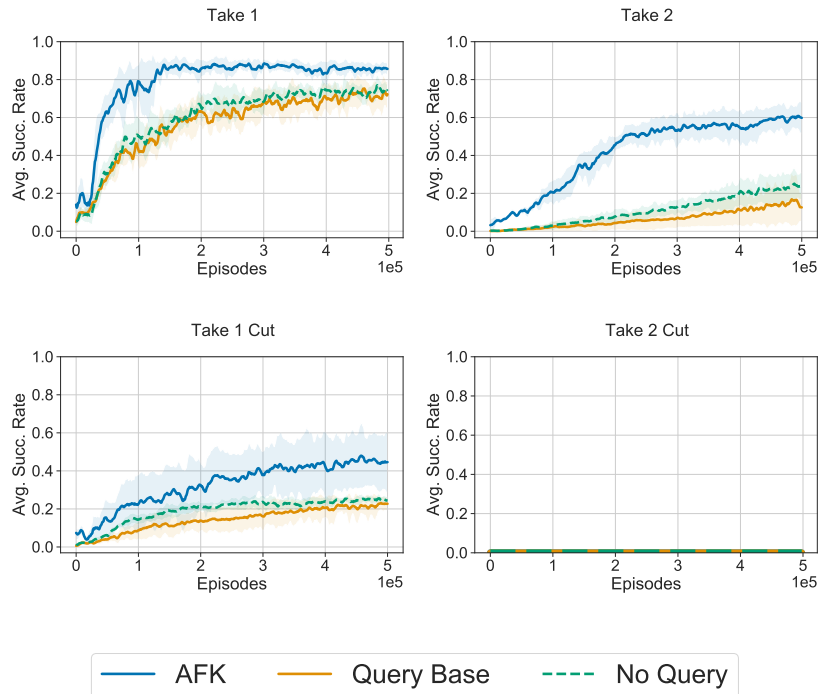 Take 1
Take 2
Avg. Succ. Rate
1.0
0.8
0.6
0.4
0.2
0.0
0 1 2 3 4 5
1e5
Episodes
Avg. Succ. Rate
1.0
0.8
0.6
0.4
0.2
0.0
0 1 2 3 4 5
1e5
Episodes
Take 1 Cut
Take 2 Cut
Avg. Succ. Rate
1.0
0.8
0.6
0.4
0.2
0.0
0 1 2 3 4 5
1e5
Episodes
Avg. Succ. Rate
1.0
0.8
0.6
0.4
0.2
0.0
0 1 2 3 4 5
1e5
Episodes
AFK Query Base No Query